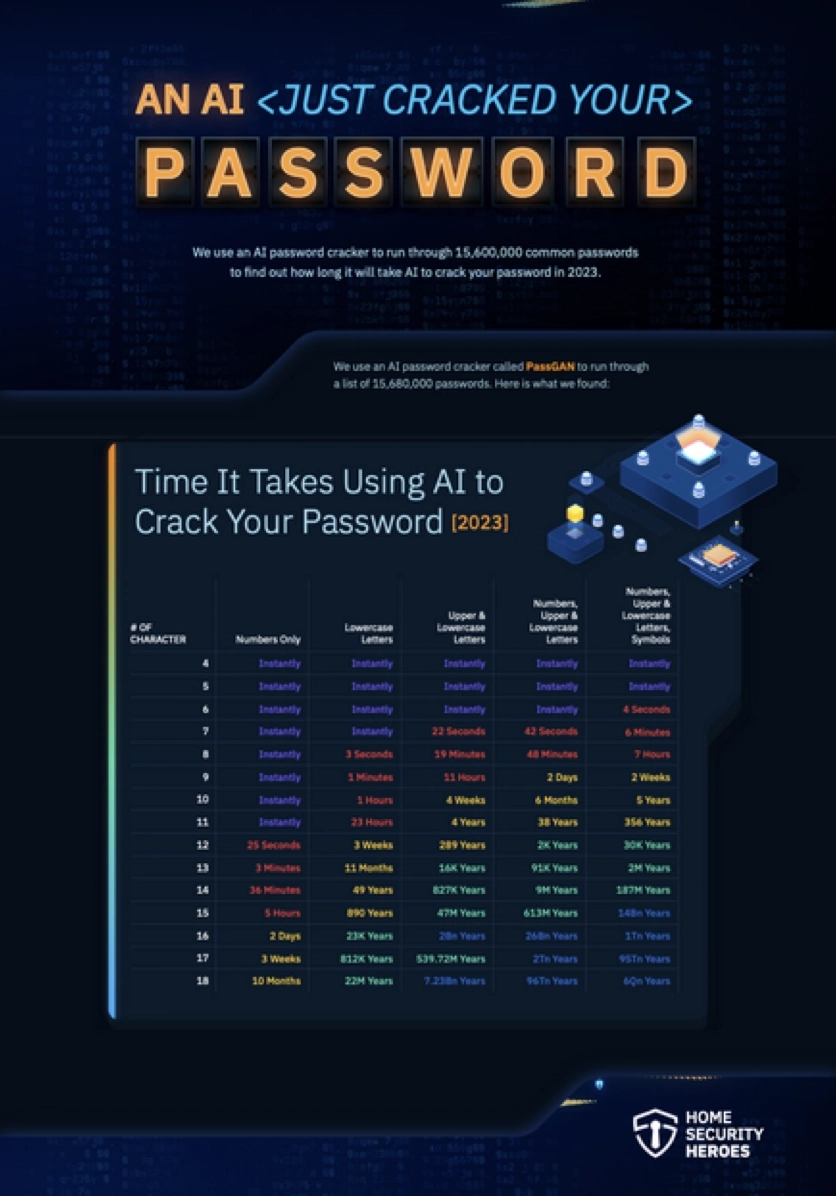 AN AI <JUST CRACKED YOUR>
PASSWORD
We use an AI password cracker to run through 15,600,000 common passwords
to find out how long it will take AI to crack your password in 2023.
We use an AI password cracker called PassGAN to run through
a list of 15,680,000 passwords. Here is what we found:
Time It Takes Using AI to
Crack Your Password [2023]
# OF CHARACTER Numbers Only Lowercase Letters Upper & Lowercase Letters Numbers, Upper & Lowercase Letters Numbers, Upper & Lowercase Letters, Symbols
4 Instantly Instantly Instantly Instantly Instantly
5 Instantly Instantly Instantly Instantly Instantly
6 Instantly Instantly Instantly Instantly 4 Seconds
7 Instantly Instantly 22 Seconds 42 Seconds 6 Minutes
8 Instantly 3 Seconds 19 Minutes 48 Minutes 7 Hours
9 Instantly 1 Minutes 11 Hours 2 Days 2 Weeks
10 Instantly 1 Hours 4 Weeks 6 Months 5 Years
11 Instantly 23 Hours 4 Years 38 Years 356 Years
12 25 Seconds 3 Weeks 289 Years 2K Years 30K Years
13 3 Minutes 11 Months 16K Years 91K Years 2M Years
14 36 Minutes 49 Years 827K Years 9M Years 187M Years
15 5 Hours 890 Years 47M Years 613M Years 14Bn Years
16 2 Days 23K Years 2Bn Years 26Bn Years 1Tn Years
17 3 Weeks 812K Years 539.72M Years 2Tn Years 95Tn Years
18 10 Months 22M Years 7.23Bn Years 96Tn Years 6Qn Years
HOME
SECURITY
HEROES